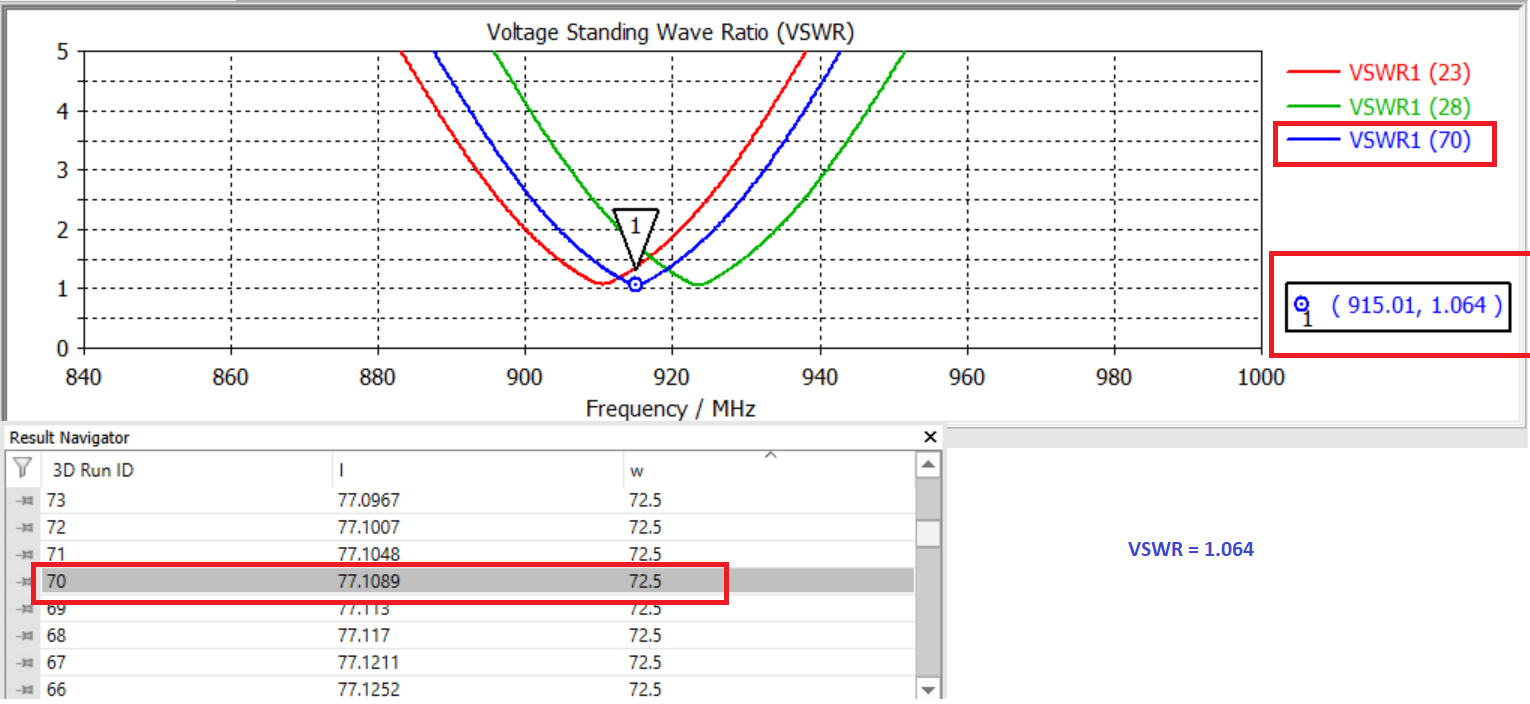 Voltage Standing Wave Ratio (VSWR)
5
4
3
2
1
0
840 860 880 900 920 940 960 980 1000
Frequency / MHz
1
VSWR1 (23)
VSWR1 (28)
VSWR1 (70)
1 ( 915.01, 1.064 )
Result Navigator
3D Run ID l w
73 77.0967 72.5
72 77.1007 72.5
71 77.1048 72.5
70 77.1089 72.5
69 77.113 72.5
68 77.117 72.5
67 77.1211 72.5
66 77.1252 72.5
VSWR = 1.064